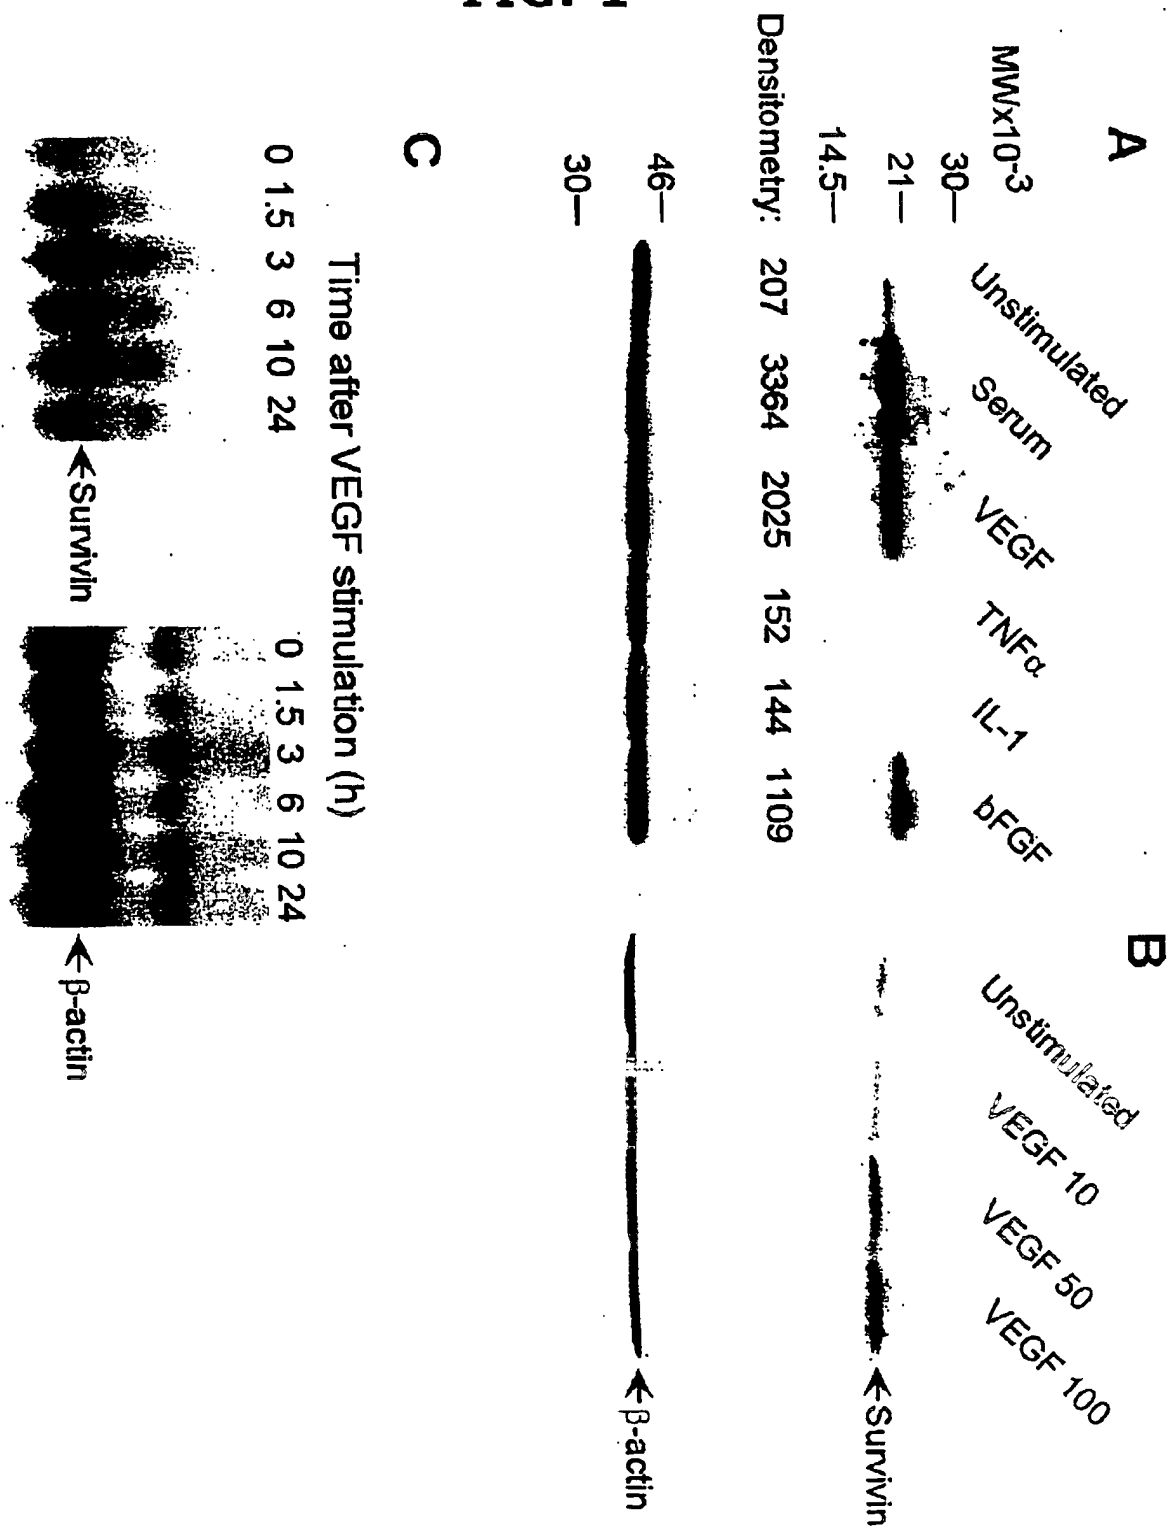 FIG. 1
A
MWx10-3
Unstimulated
Serum
VEGF
TNFα
IL-1
bFGF
30—
21—
14.5—
Densitometry: 207 3364 2025 152 144 1109
46—
30—
B
Unstimulated
VEGF 10
VEGF 50
VEGF 100
Survivin
β-actin
C
Time after VEGF stimulation (h)
0 1.5 3 6 10 24
Survivin
0 1.5 3 6 10 24
β-actin